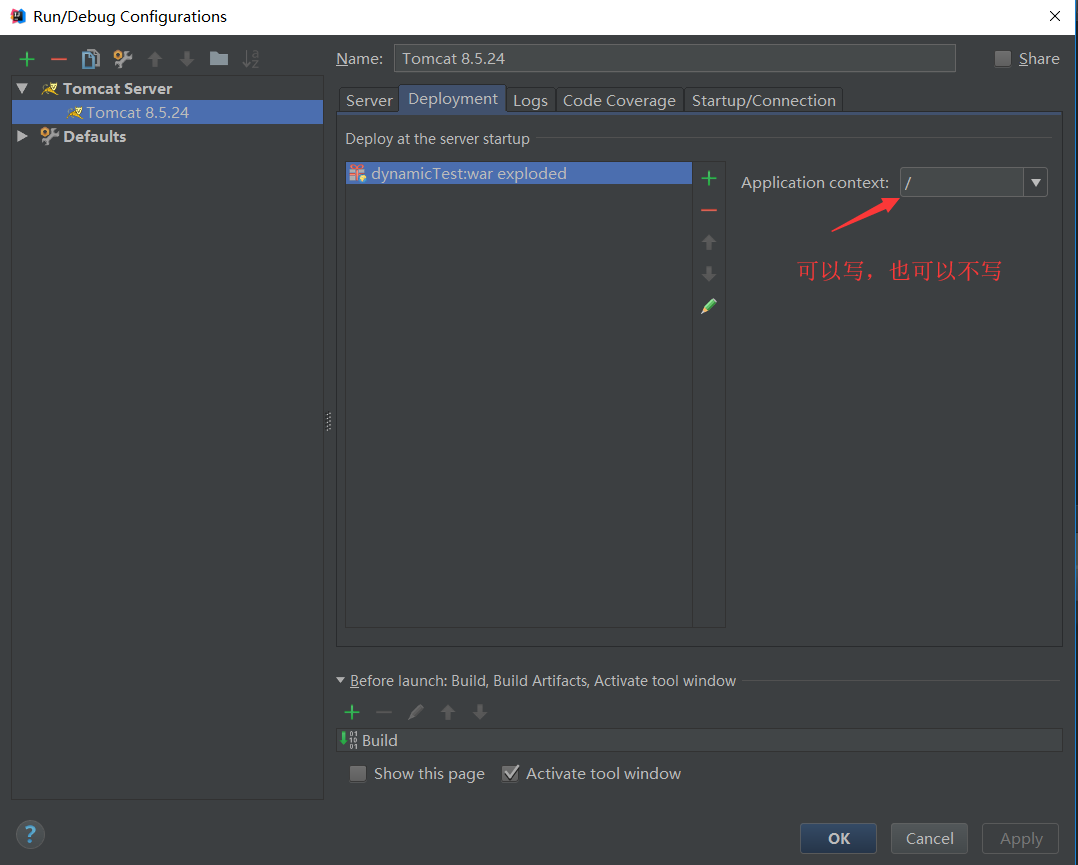 Run/Debug Configurations
Name: Tomcat 8.5.24 Share
Tomcat Server
Tomcat 8.5.24
Defaults
Server Deployment Logs Code Coverage Startup/Connection
Deploy at the server startup
dynamicTest:war exploded
Application context: /
可以写，也可以不写
Before launch: Build, Build Artifacts, Activate tool window
Build
Show this page Activate tool window
? OK Cancel Apply